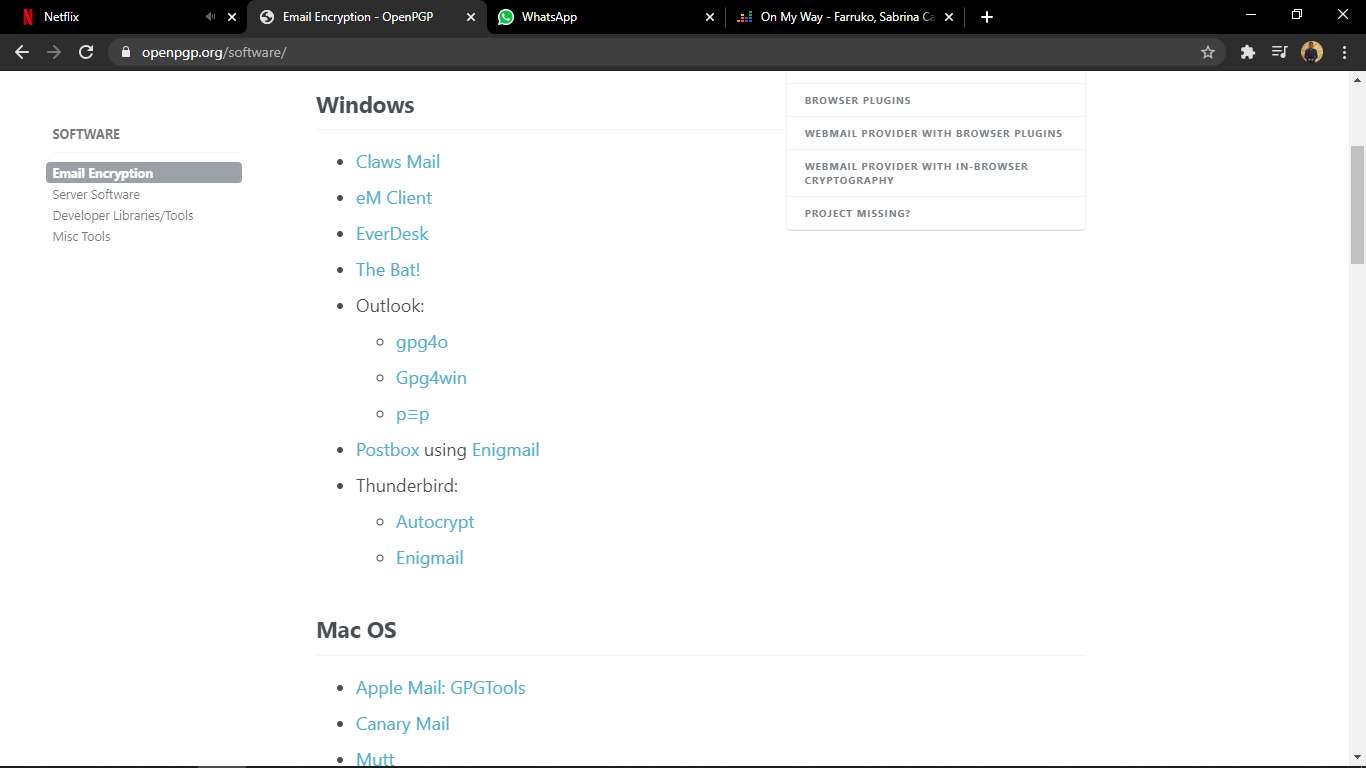 Netflix
Email Encryption - OpenPGP
WhatsApp
On My Way - Farruko, Sabrina Ca
openpgp.org/software/
SOFTWARE
Email Encryption
Server Software
Developer Libraries/Tools
Misc Tools
Windows
Claws Mail
eM Client
EverDesk
The Bat!
Outlook:
gpg4o
Gpg4win
p≡p
Postbox using Enigmail
Thunderbird:
Autocrypt
Enigmail
Mac OS
Apple Mail: GPGTools
Canary Mail
Mutt
BROWSER PLUGINS
WEBMAIL PROVIDER WITH BROWSER PLUGINS
WEBMAIL PROVIDER WITH IN-BROWSER
CRYPTOGRAPHY
PROJECT MISSING?